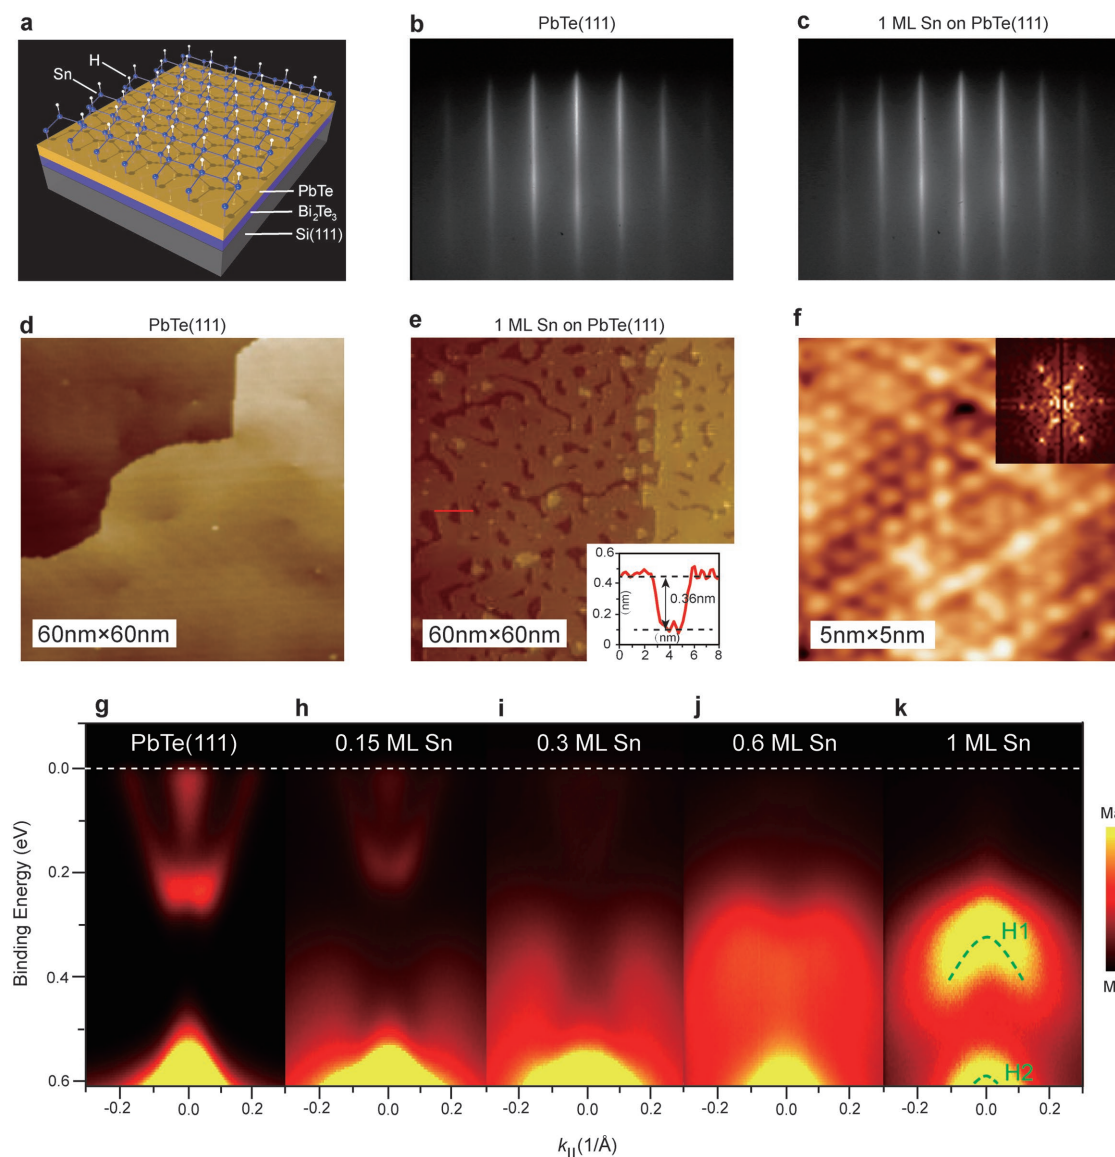 a
H
Sn
PbTe
Bi₂Te₃
Si(111)
b
PbTe(111)
c
1 ML Sn on PbTe(111)
d
PbTe(111)
60nm×60nm
e
1 ML Sn on PbTe(111)
60nm×60nm
0.6
0.4
0.2
0
(nm)
0.36nm
(nm)
0 2 4 6 8
f
5nm×5nm
g
PbTe(111)
h
0.15 ML Sn
i
0.3 ML Sn
j
0.6 ML Sn
k
1 ML Sn
H1
H2
Binding Energy (eV)
0.0
0.2
0.4
0.6
-0.2 0.0 0.2 -0.2 0.0 0.2 -0.2 0.0 0.2 -0.2 0.0 0.2 -0.2 0.0 0.2
k||(1/Å)